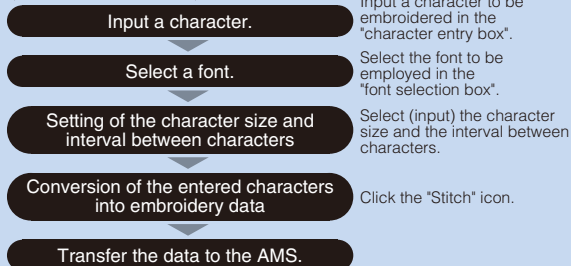 Input a character.
Input a character to be
embroidered in the
"character entry box".
Select a font.
Select the font to be
employed in the
"font selection box".
Setting of the character size and
interval between characters
Select (input) the character
size and the interval between
characters.
Conversion of the entered characters
into embroidery data
Click the "Stitch" icon.
Transfer the data to the AMS.